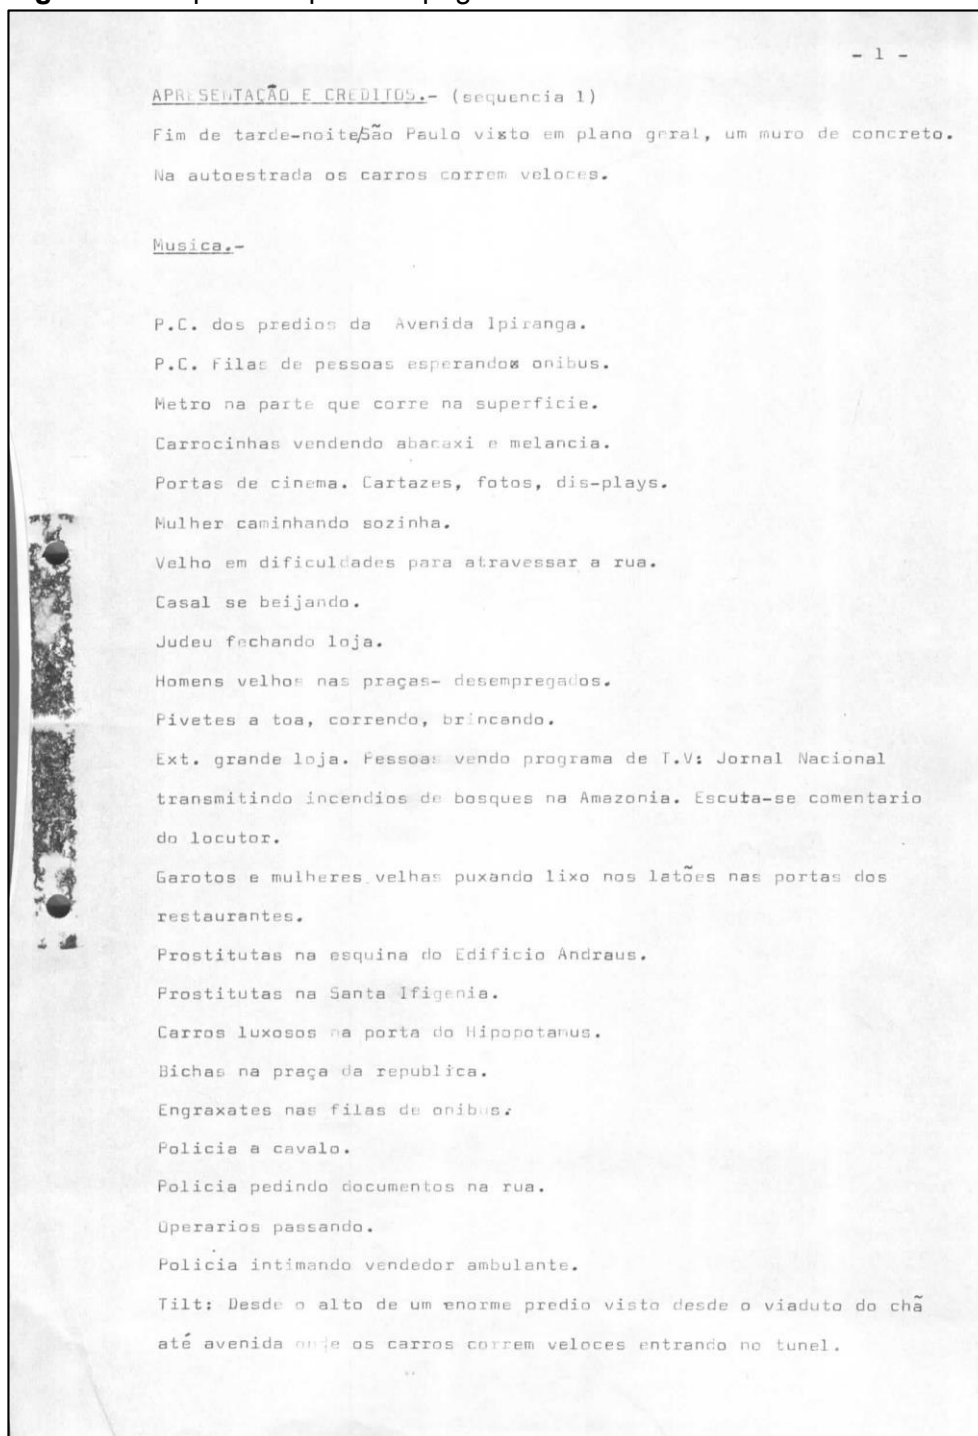 - 1 -
APRESENTAÇÃO E CREDITOS.- (sequencia 1)
Fim de tarde-noite/São Paulo visto em plano geral, um muro de concreto.
Na autoestrada os carros correm veloces.
Musica.-
P.C. dos predios da Avenida Ipiranga.
P.C. Filas de pessoas esperando onibus.
Metro na parte que corre na superficie.
Carrocinhas vendendo abacaxi e melancia.
Portas de cinema. Cartazes, fotos, dis-plays.
Mulher caminhando sozinha.
Velho em dificuldades para atravessar a rua.
Casal se beijando.
Judeu fechando loja.
Homens velhos nas praças- desempregados.
Pivetes a toa, correndo, brincando.
Ext. grande loja. Pessoas vendo programa de T.V: Jornal Nacional
transmitindo incendios de bosques na Amazonia. Escuta-se comentario
do locutor.
Garotos e mulheres velhas puxando lixo nos latões nas portas dos
restaurantes.
Prostitutas na esquina do Edificio Andraus.
Prostitutas na Santa Ifigenia.
Carros luxosos na porta do Hipopotamus.
Bichas na praça da republica.
Engraxates nas filas de onibus.
Policia a cavalo.
Policia pedindo documentos na rua.
Operarios passando.
Policia intimando vendedor ambulante.
Tilt: Desde o alto de um enorme predio visto desde o viaduto do chã
até avenida onde os carros correm veloces entrando no tunel.